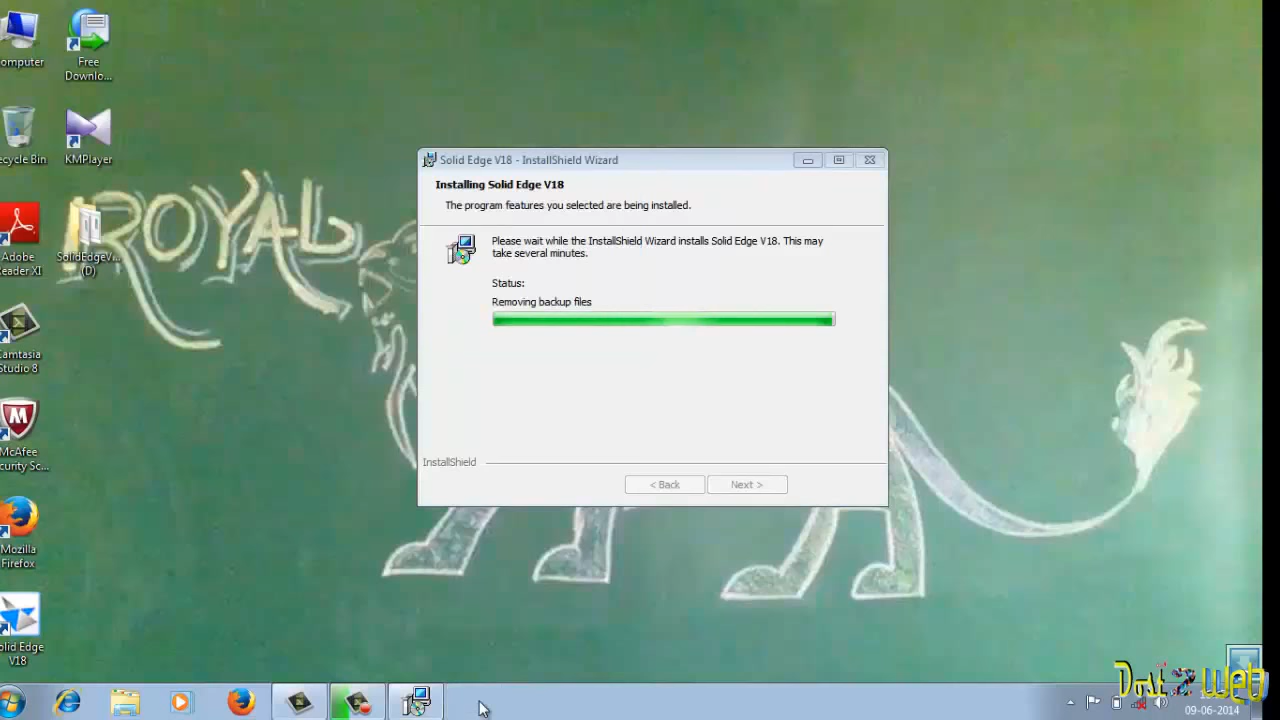 omputer
Free
Downlo...
ecycle Bin
KMPlayer
Adobe
eader XI
SolidEdgeV...
(D)
amtasia
Studio 8
McAfee
curity Sc...
Mozilla
Firefox
olid Edge
V18
ROYAL
Solid Edge V18 - InstallShield Wizard
Installing Solid Edge V18
The program features you selected are being installed.
Please wait while the InstallShield Wizard installs Solid Edge V18. This may
take several minutes.
Status:
Removing backup files
InstallShield
< Back
Next >
09-06-2014